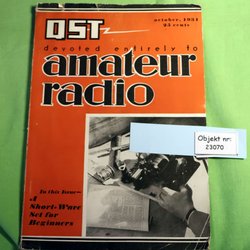 QST
october, 1931
25 cents
devoted entirely to
amateur
radio
Objekt nr:
23070
In this Issue—
A
Short-Wave
Set for
Beginners